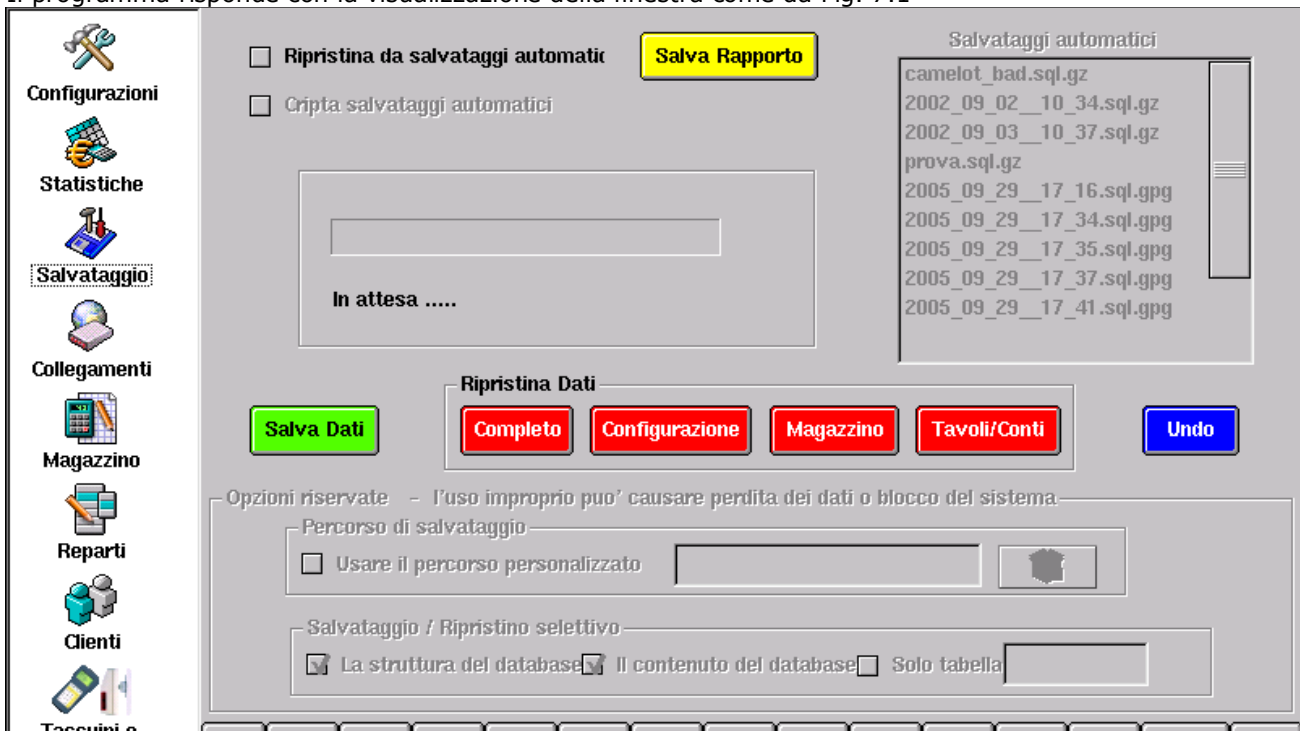 Il programma risponde con la visualizzazione della finestra come da Fig. 7.1
Configurazioni
Statistiche
Salvataggio
Collegamenti
Magazzino
Reparti
Clienti
Tassuini e
Ripristina da salvataggi automatic
Salva Rapporto
Cripta salvataggi automatici
In attesa .....
Salvataggi automatici
camelot_bad.sql.gz
2002_09_02__10_34.sql.gz
2002_09_03__10_37.sql.gz
prova.sql.gz
2005_09_29__17_16.sql.gpg
2005_09_29__17_34.sql.gpg
2005_09_29__17_35.sql.gpg
2005_09_29__17_37.sql.gpg
2005_09_29__17_41.sql.gpg
Salva Dati
Ripristina Dati
Completo
Configurazione
Magazzino
Tavoli/Conti
Undo
Opzioni riservate - l'uso improprio puo' causare perdita dei dati o blocco del sistema
Percorso di salvataggio
Usare il percorso personalizzato
Salvataggio / Ripristino selettivo
La struttura del database
Il contenuto del database
Solo tabella